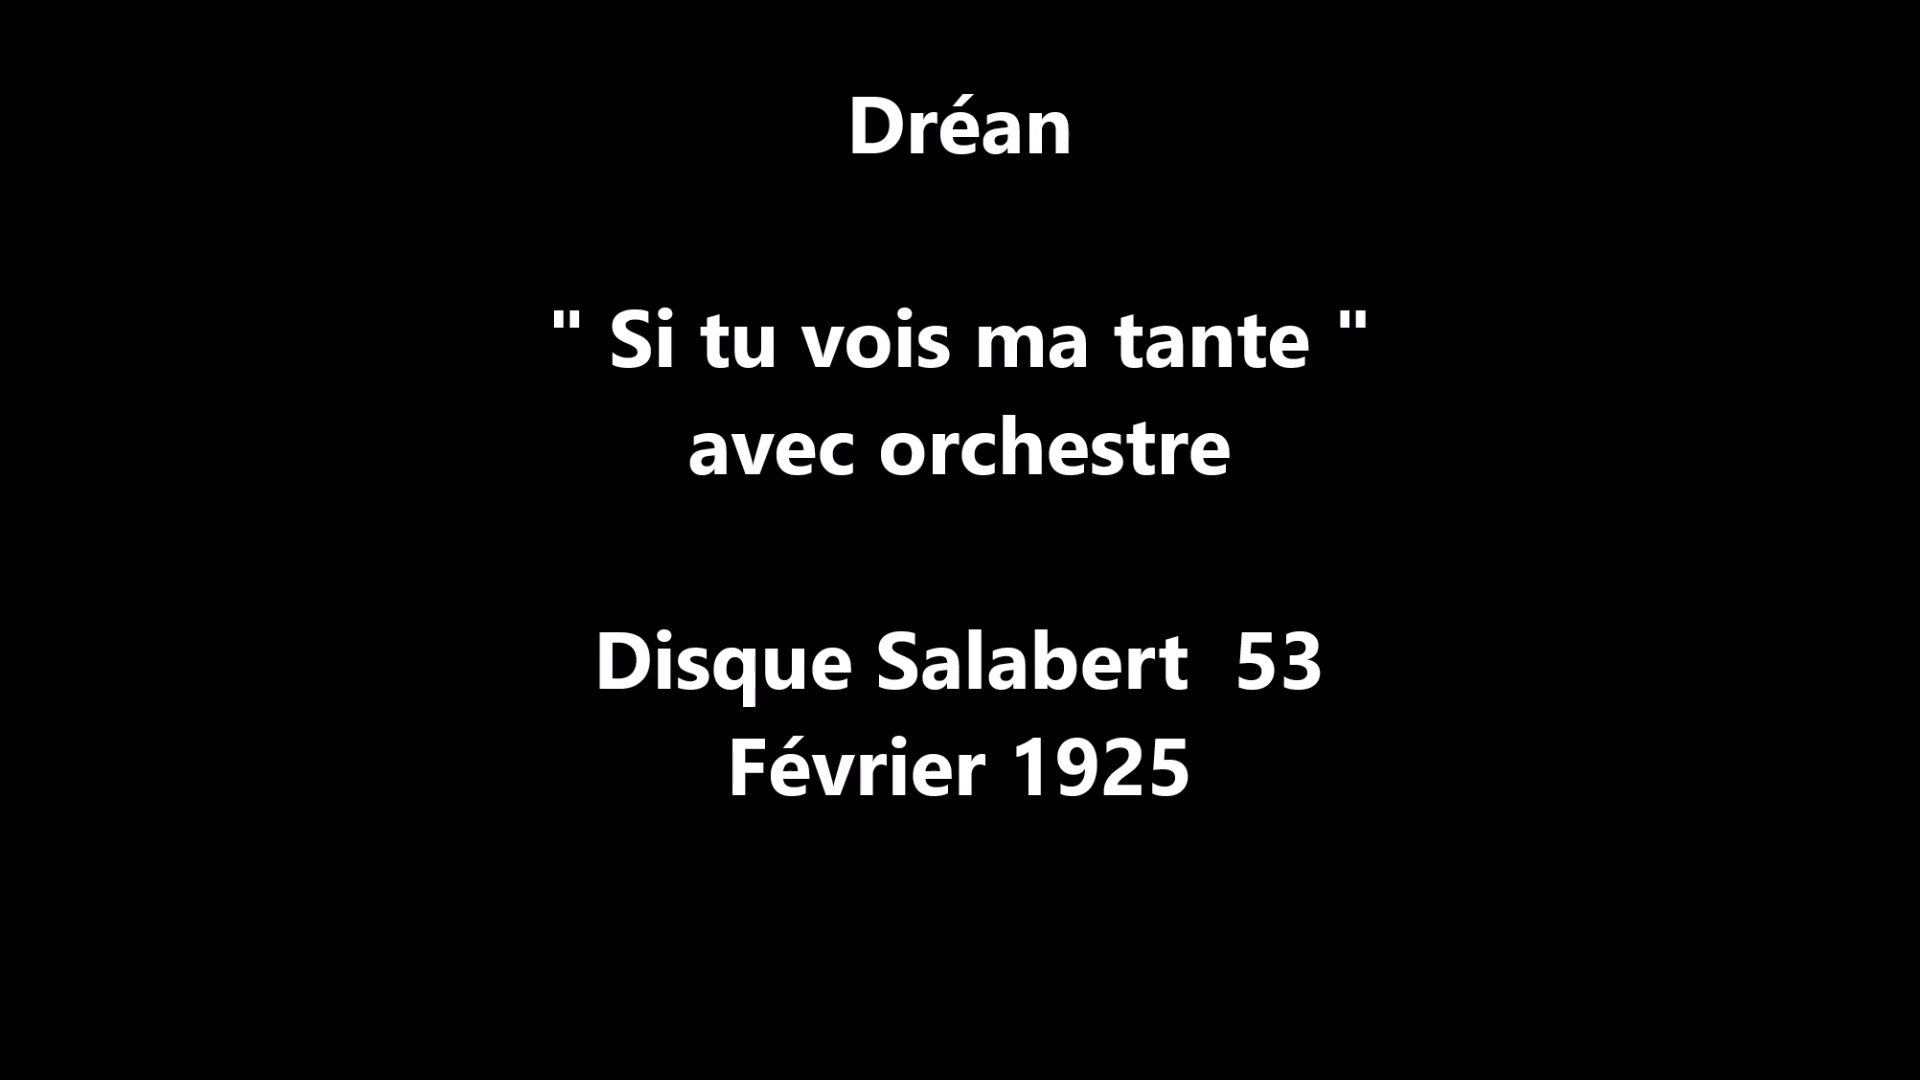 Dréan
" Si tu vois ma tante "
avec orchestre
Disque Salabert  53
Février 1925